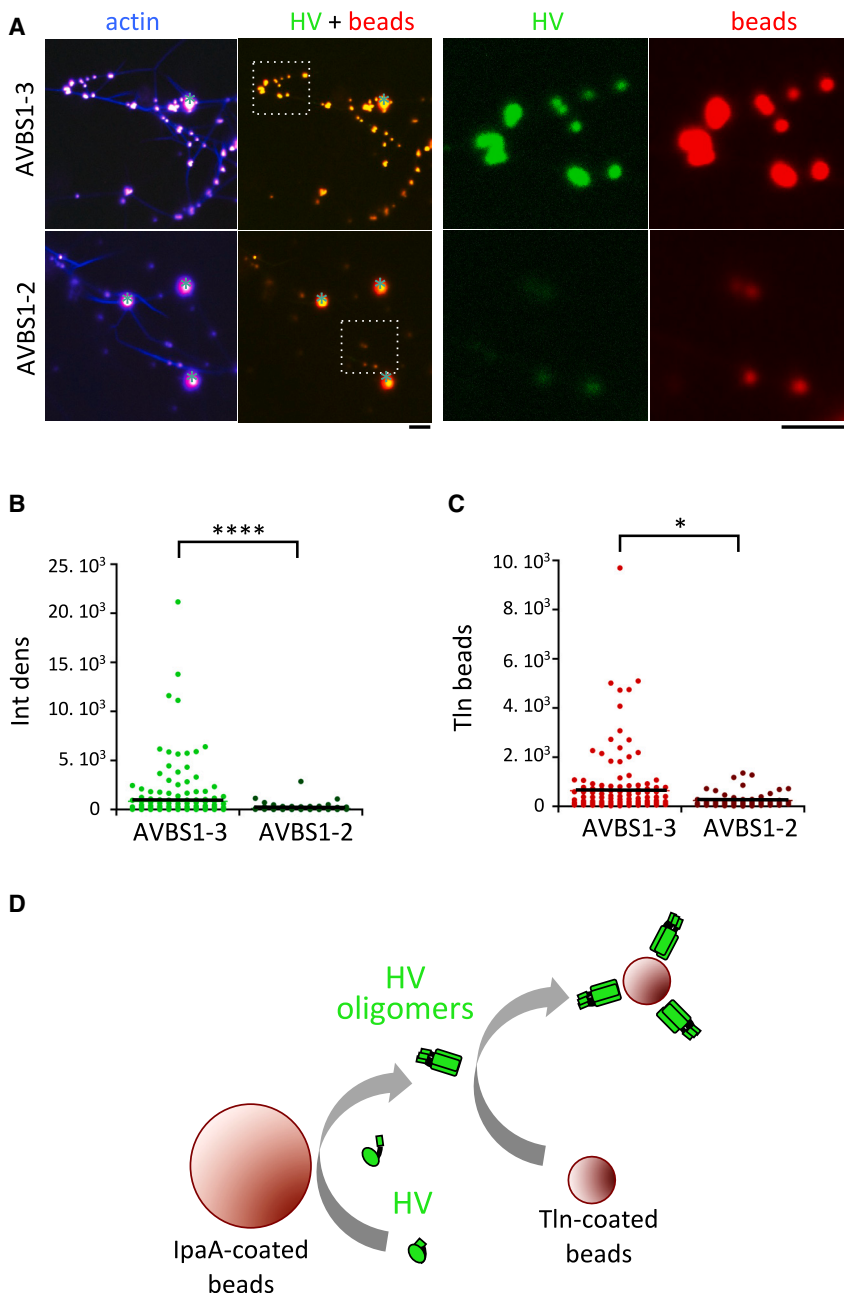 A
actin
HV + beads
HV
beads
AVBS1-3
AVBS1-2
B
****
25. 10³
20. 10³
15. 10³
10. 10³
5. 10³
0
Int dens
AVBS1-3
AVBS1-2
C
*
10. 10³
8. 10³
6. 10³
4. 10³
2. 10³
0
Tln beads
AVBS1-3
AVBS1-2
D
HV
oligomers
HV
IpaA-coated
beads
Tln-coated
beads